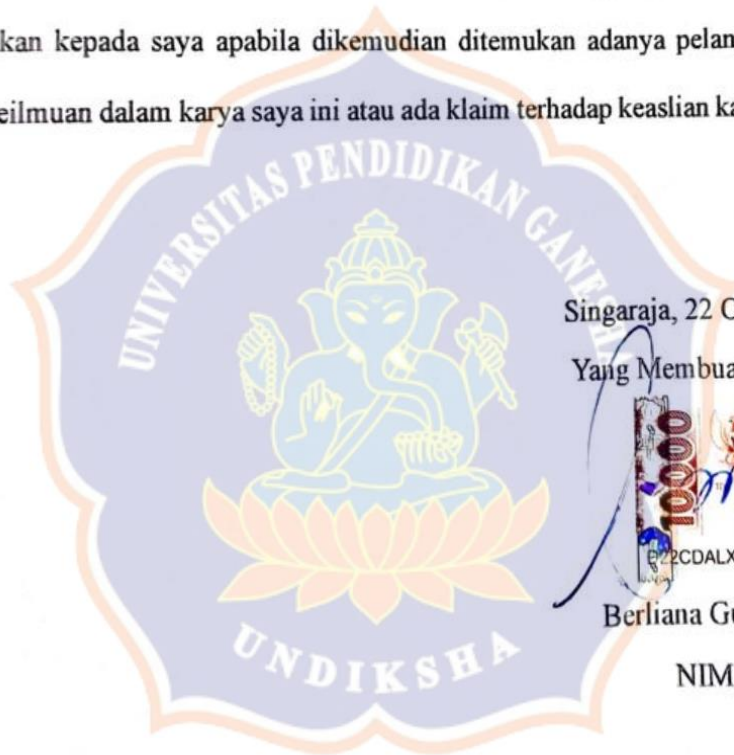 kan kepada saya apabila dikemudian ditemukan adanya pelan
eilmuan dalam karya saya ini atau ada klaim terhadap keaslian ka
UNIVERSITAS PENDIDIKAN GANESHA
Singaraja, 22 O
Yang Membua
10000
22CDALX
Berliana Gu
NIM
UNDIKSHA